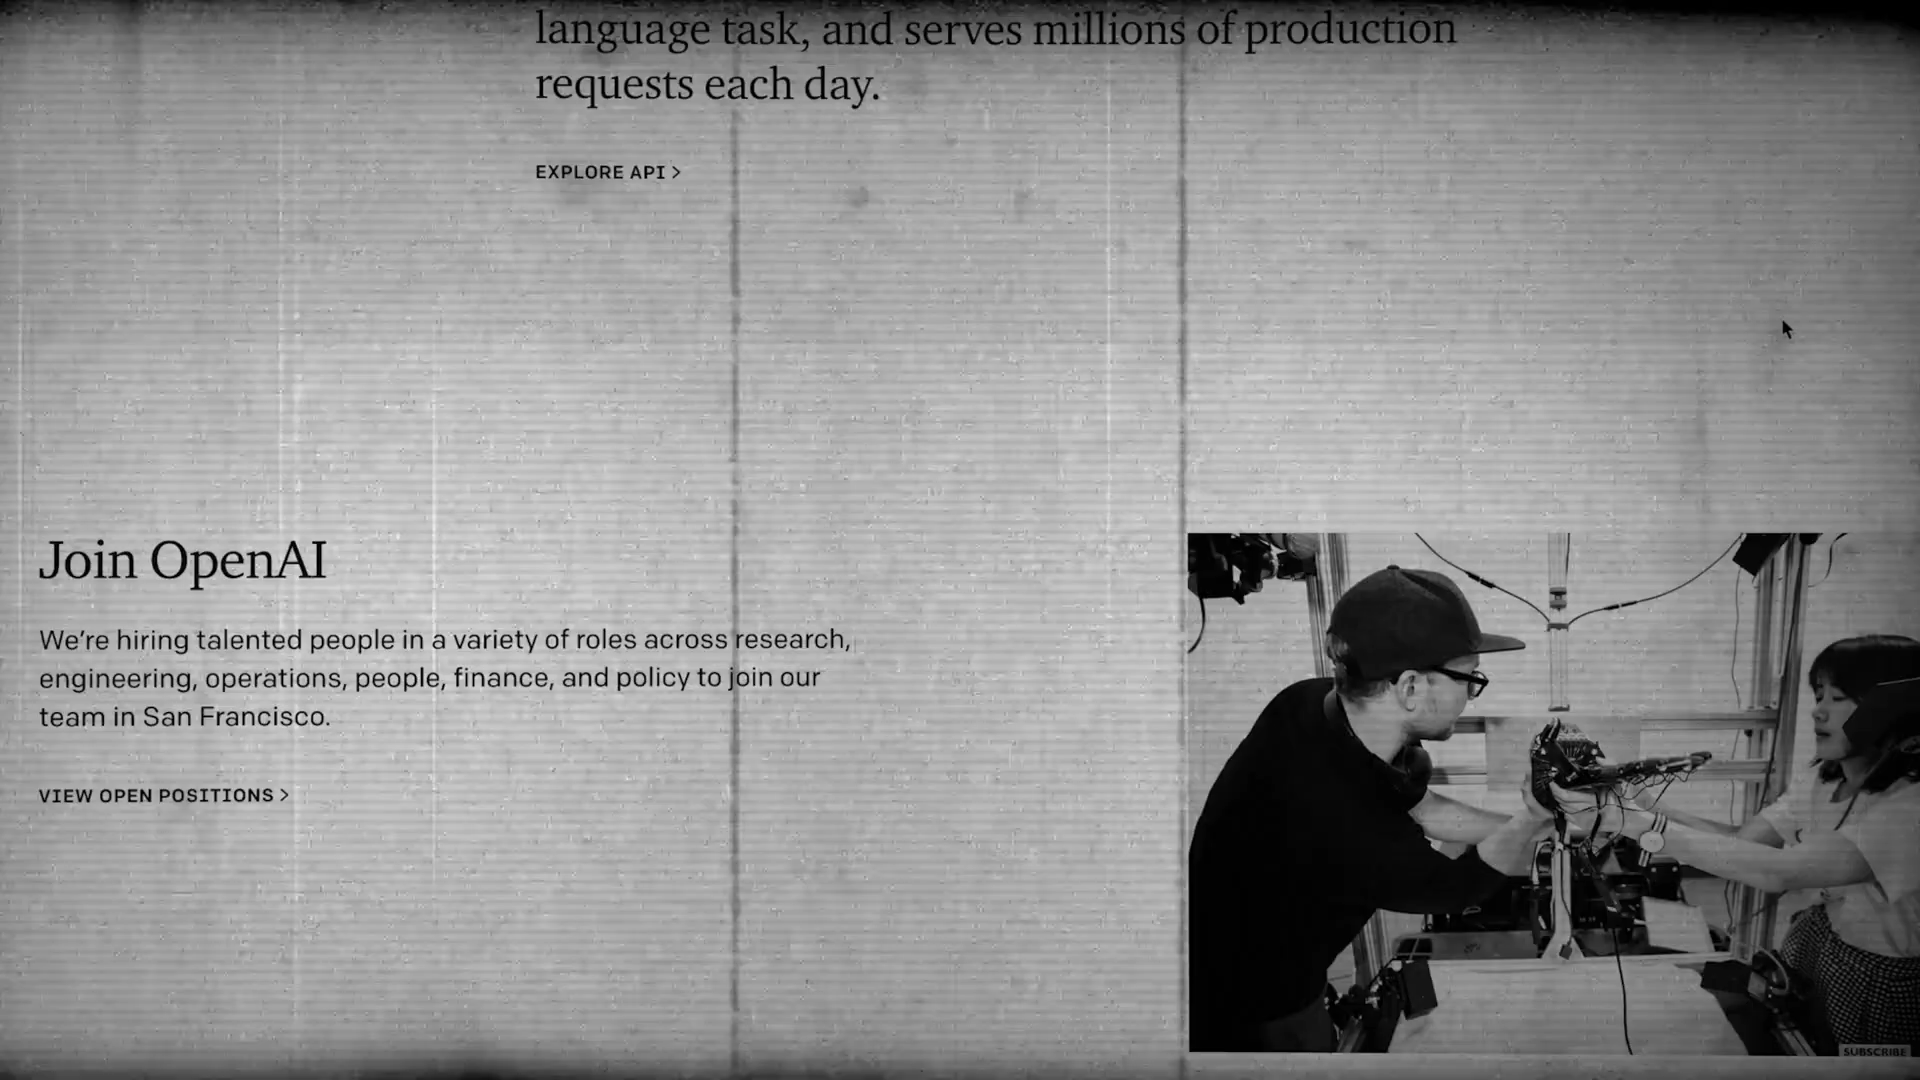 language task, and serves millions of production
requests each day.
EXPLORE API >
Join OpenAI
We're hiring talented people in a variety of roles across research,
engineering, operations, people, finance, and policy to join our
team in San Francisco.
VIEW OPEN POSITIONS >
SUBSCRIBE